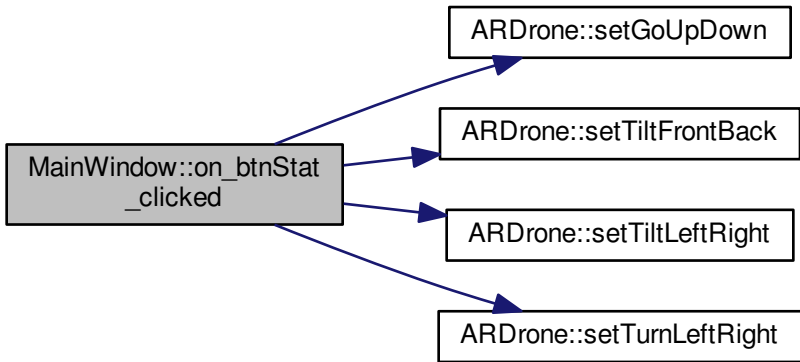 ARDrone::setGoUpDown
ARDrone::setTiltFrontBack
MainWindow::on_btnStat
_clicked
ARDrone::setTiltLeftRight
ARDrone::setTurnLeftRight